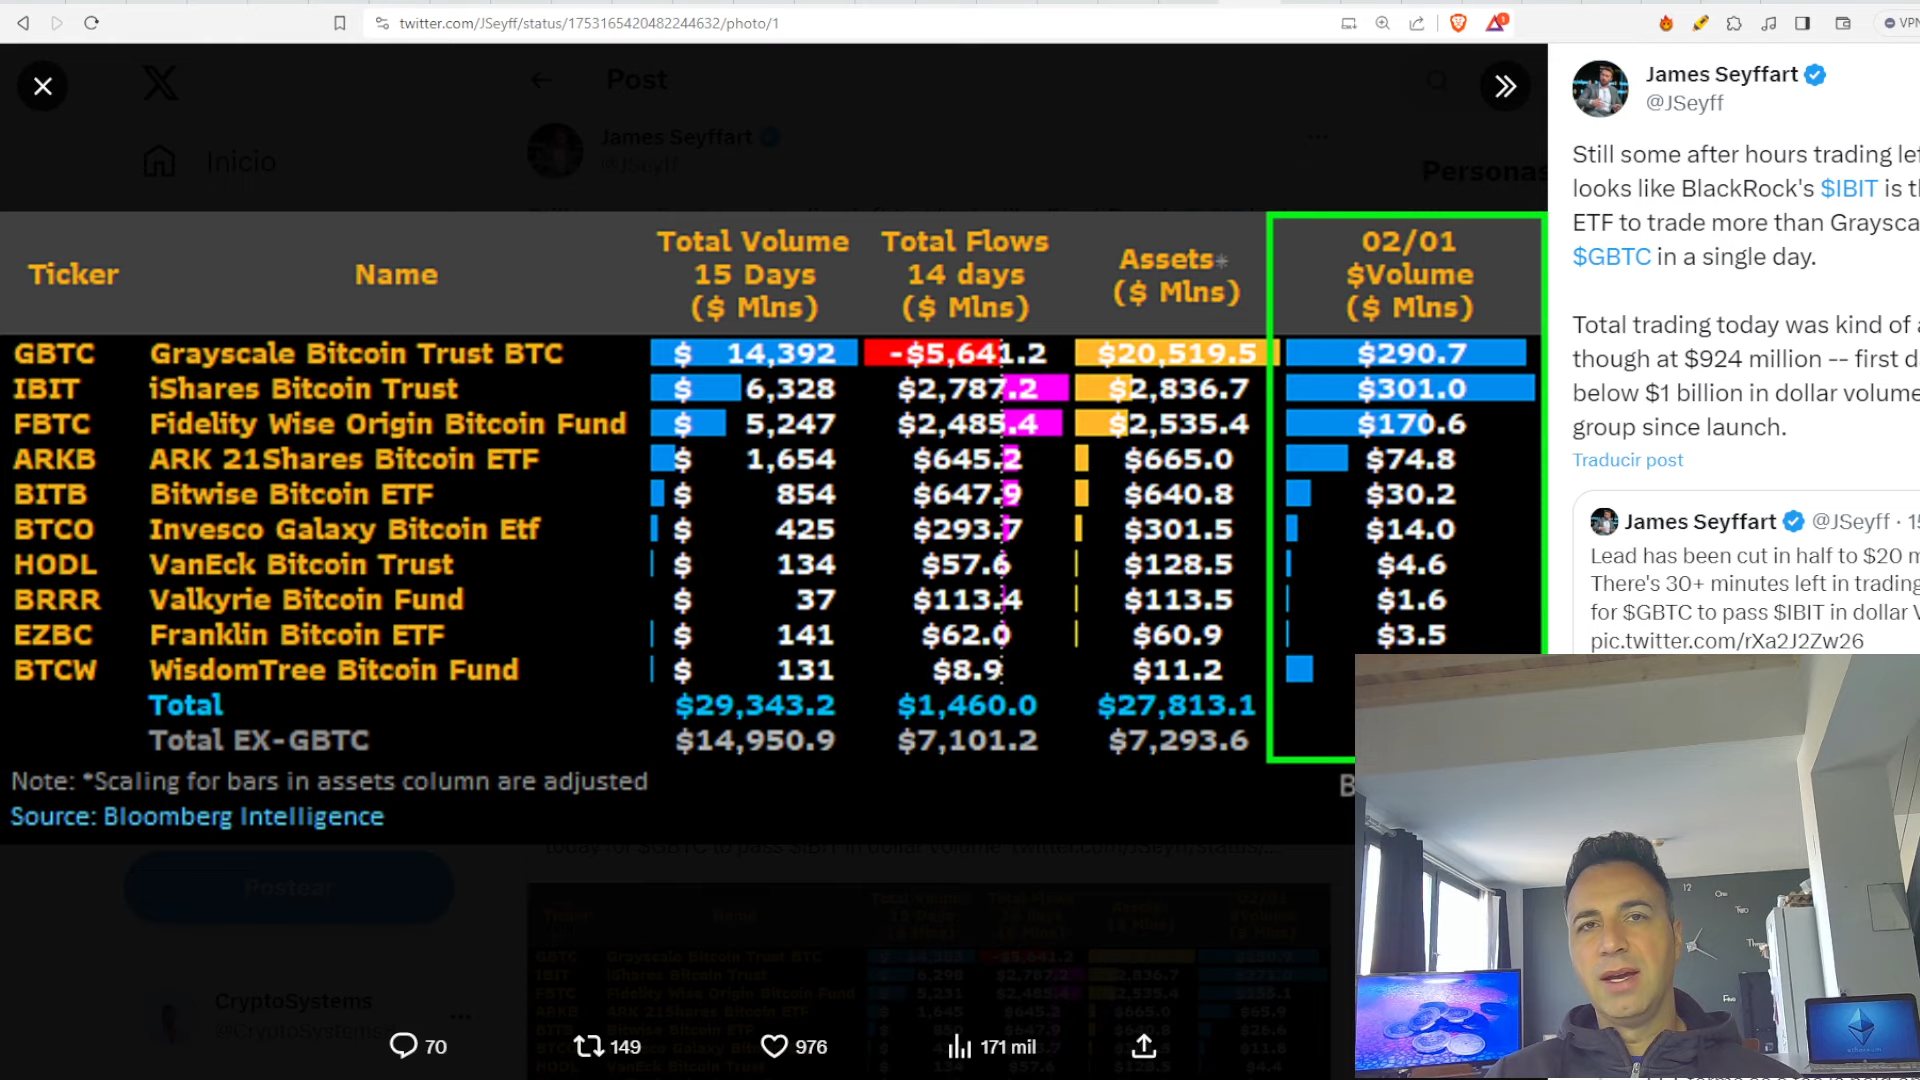 twitter.com/JSeyff/status/1753165420482244632/photo/1
VPN
Post
James Seyffart
@JSeyff
Inicio
Personas
Ticker Name Total Volume 15 Days ($ Mlns) Total Flows 14 days ($ Mlns) Assets* ($ Mlns) 02/01 $Volume ($ Mlns)
GBTC Grayscale Bitcoin Trust BTC $ 14,392 -$5,641.2 $20,519.5 $290.7
IBIT iShares Bitcoin Trust $ 6,328 $2,787.2 $2,836.7 $301.0
FBTC Fidelity Wise Origin Bitcoin Fund $ 5,247 $2,485.4 $2,535.4 $170.6
ARKB ARK 21Shares Bitcoin ETF $ 1,654 $645.2 $665.0 $74.8
BITB Bitwise Bitcoin ETF $ 854 $647.9 $640.8 $30.2
BTCO Invesco Galaxy Bitcoin Etf $ 425 $293.7 $301.5 $14.0
HODL VanEck Bitcoin Trust $ 134 $57.6 $128.5 $4.6
BRRR Valkyrie Bitcoin Fund $ 37 $113.4 $113.5 $1.6
EZBC Franklin Bitcoin ETF $ 141 $62.0 $60.9 $3.5
BTCW WisdomTree Bitcoin Fund $ 131 $8.9 $11.2
Total $29,343.2 $1,460.0 $27,813.1
Total EX-GBTC $14,950.9 $7,101.2 $7,293.6
Note: *Scaling for bars in assets column are adjusted
B
Source: Bloomberg Intelligence
Postear
CryptoSystems
70 149 976 171 mil
James Seyffart
@JSeyff
Still some after hours trading lef
looks like BlackRock's $IBIT is th
ETF to trade more than Graysca
$GBTC in a single day.
Total trading today was kind of a
though at $924 million -- first d
below $1 billion in dollar volume
group since launch.
Traducir post
James Seyffart @JSeyff · 15
Lead has been cut in half to $20 m
There's 30+ minutes left in trading
for $GBTC to pass $IBIT in dollar V
pic.twitter.com/rXa2J2Zw26
12
One
Two
ethereum